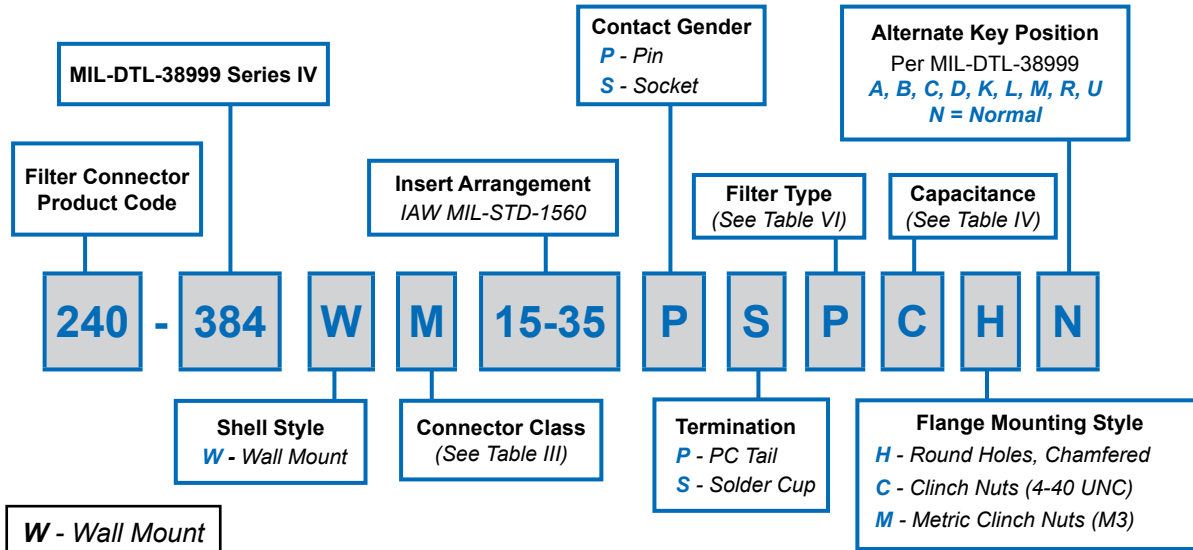 MIL-DTL-38999 Series IV
Contact Gender
P - Pin
S - Socket
Alternate Key Position
Per MIL-DTL-38999
A, B, C, D, K, L, M, R, U
N = Normal
Filter Connector
Product Code
Insert Arrangement
IAW MIL-STD-1560
Filter Type
(See Table VI)
Capacitance
(See Table IV)
240 - 384 W M 15-35 P S P C H N
Shell Style
W - Wall Mount
Connector Class
(See Table III)
Termination
P - PC Tail
S - Solder Cup
Flange Mounting Style
H - Round Holes, Chamfered
C - Clinch Nuts (4-40 UNC)
M - Metric Clinch Nuts (M3)
W - Wall Mount